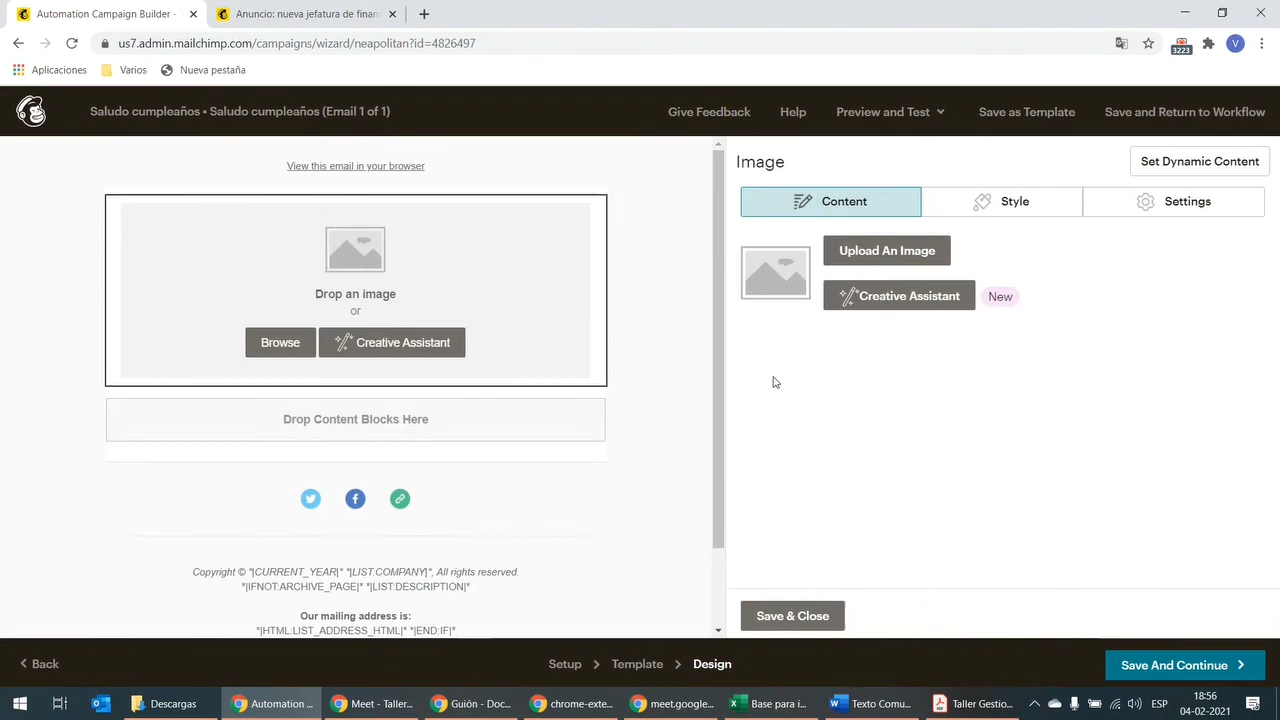 Automation Campaign Builder -
Anuncio: nueva jefatura de finan
us7.admin.mailchimp.com/campaigns/wizard/neapolitan?id=4826497
3223
V
Aplicaciones
Varios
Nueva pestaña
Saludo cumpleaños • Saludo cumpleaños (Email 1 of 1)
Give Feedback
Help
Preview and Test
Save as Template
Save and Return to Workflow
View this email in your browser
Drop an image
or
Browse
Creative Assistant
Drop Content Blocks Here
Copyright © *|CURRENT_YEAR|* *|LIST:COMPANY|*, All rights reserved.
*|IFNOT:ARCHIVE_PAGE|* *|LIST:DESCRIPTION|*
Our mailing address is:
*|HTML:LIST_ADDRESS_HTML|* *|END:IF|*
Image
Set Dynamic Content
Content
Style
Settings
Upload An Image
Creative Assistant
New
Save & Close
Back
Setup
Template
Design
Save And Continue
Descargas
Automation ...
Meet - Taller...
Guión - Doc...
chrome-exte...
meet.google...
Base para i...
Texto Comu...
Taller Gestio...
ESP
18:56
04-02-2021